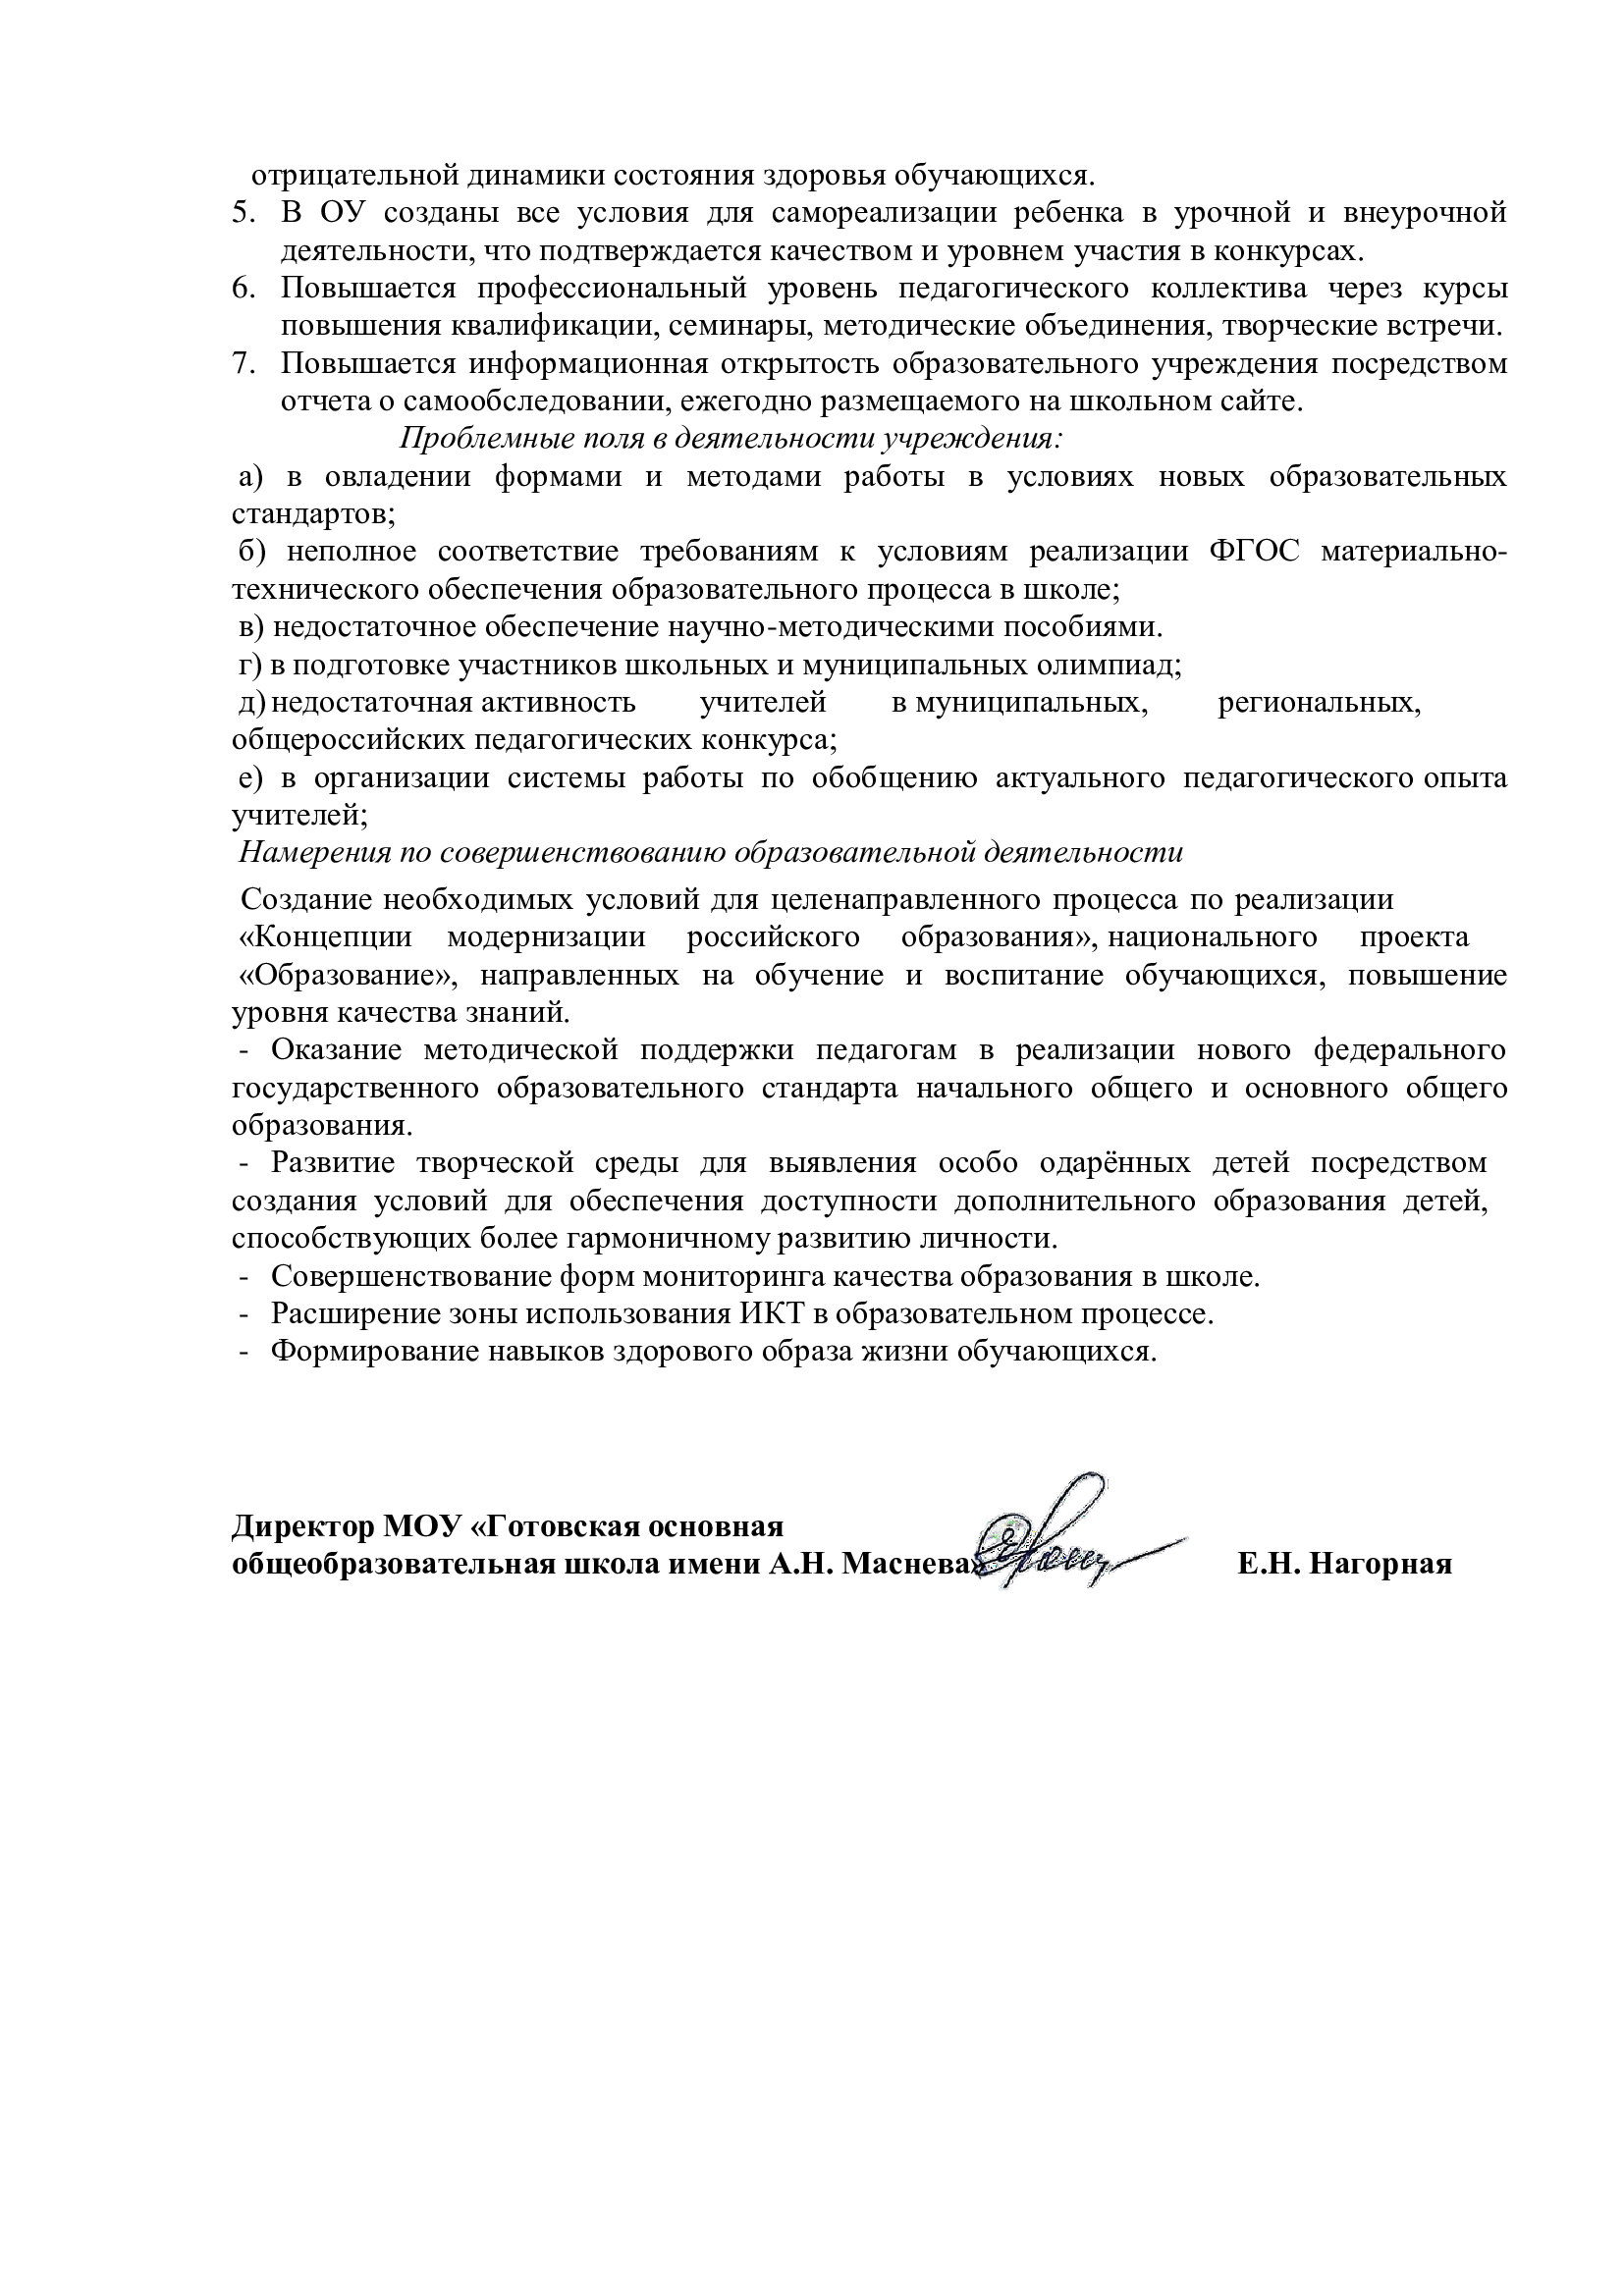 отрицательной динамики состояния здоровья обучающихся.
5. В ОУ созданы все условия для самореализации ребенка в урочной и внеурочной
деятельности, что подтверждается качеством и уровнем участия в конкурсах.
6. Повышается профессиональный уровень педагогического коллектива через курсы
повышения квалификации, семинары, методические объединения, творческие встречи.
7. Повышается информационная открытость образовательного учреждения посредством
отчета о самообследовании, ежегодно размещаемого на школьном сайте.
Проблемные поля в деятельности учреждения:
а) в овладении формами и методами работы в условиях новых образовательных
стандартов;
б) неполное соответствие требованиям к условиям реализации ФГОС материально-
технического обеспечения образовательного процесса в школе;
в) недостаточное обеспечение научно-методическими пособиями.
г) в подготовке участников школьных и муниципальных олимпиад;
д) недостаточная активность учителей в муниципальных, региональных,
общероссийских педагогических конкурса;
е) в организации системы работы по обобщению актуального педагогического опыта
учителей;
Намерения по совершенствованию образовательной деятельности
Создание необходимых условий для целенаправленного процесса по реализации
«Концепции модернизации российского образования», национального проекта
«Образование», направленных на обучение и воспитание обучающихся, повышение
уровня качества знаний.
- Оказание методической поддержки педагогам в реализации нового федерального
государственного образовательного стандарта начального общего и основного общего
образования.
- Развитие творческой среды для выявления особо одарённых детей посредством
создания условий для обеспечения доступности дополнительного образования детей,
способствующих более гармоничному развитию личности.
- Совершенствование форм мониторинга качества образования в школе.
- Расширение зоны использования ИКТ в образовательном процессе.
- Формирование навыков здорового образа жизни обучающихся.
Директор МОУ «Готовская основная
общеобразовательная школа имени А.Н. Маснева» Е.Н. Нагорная